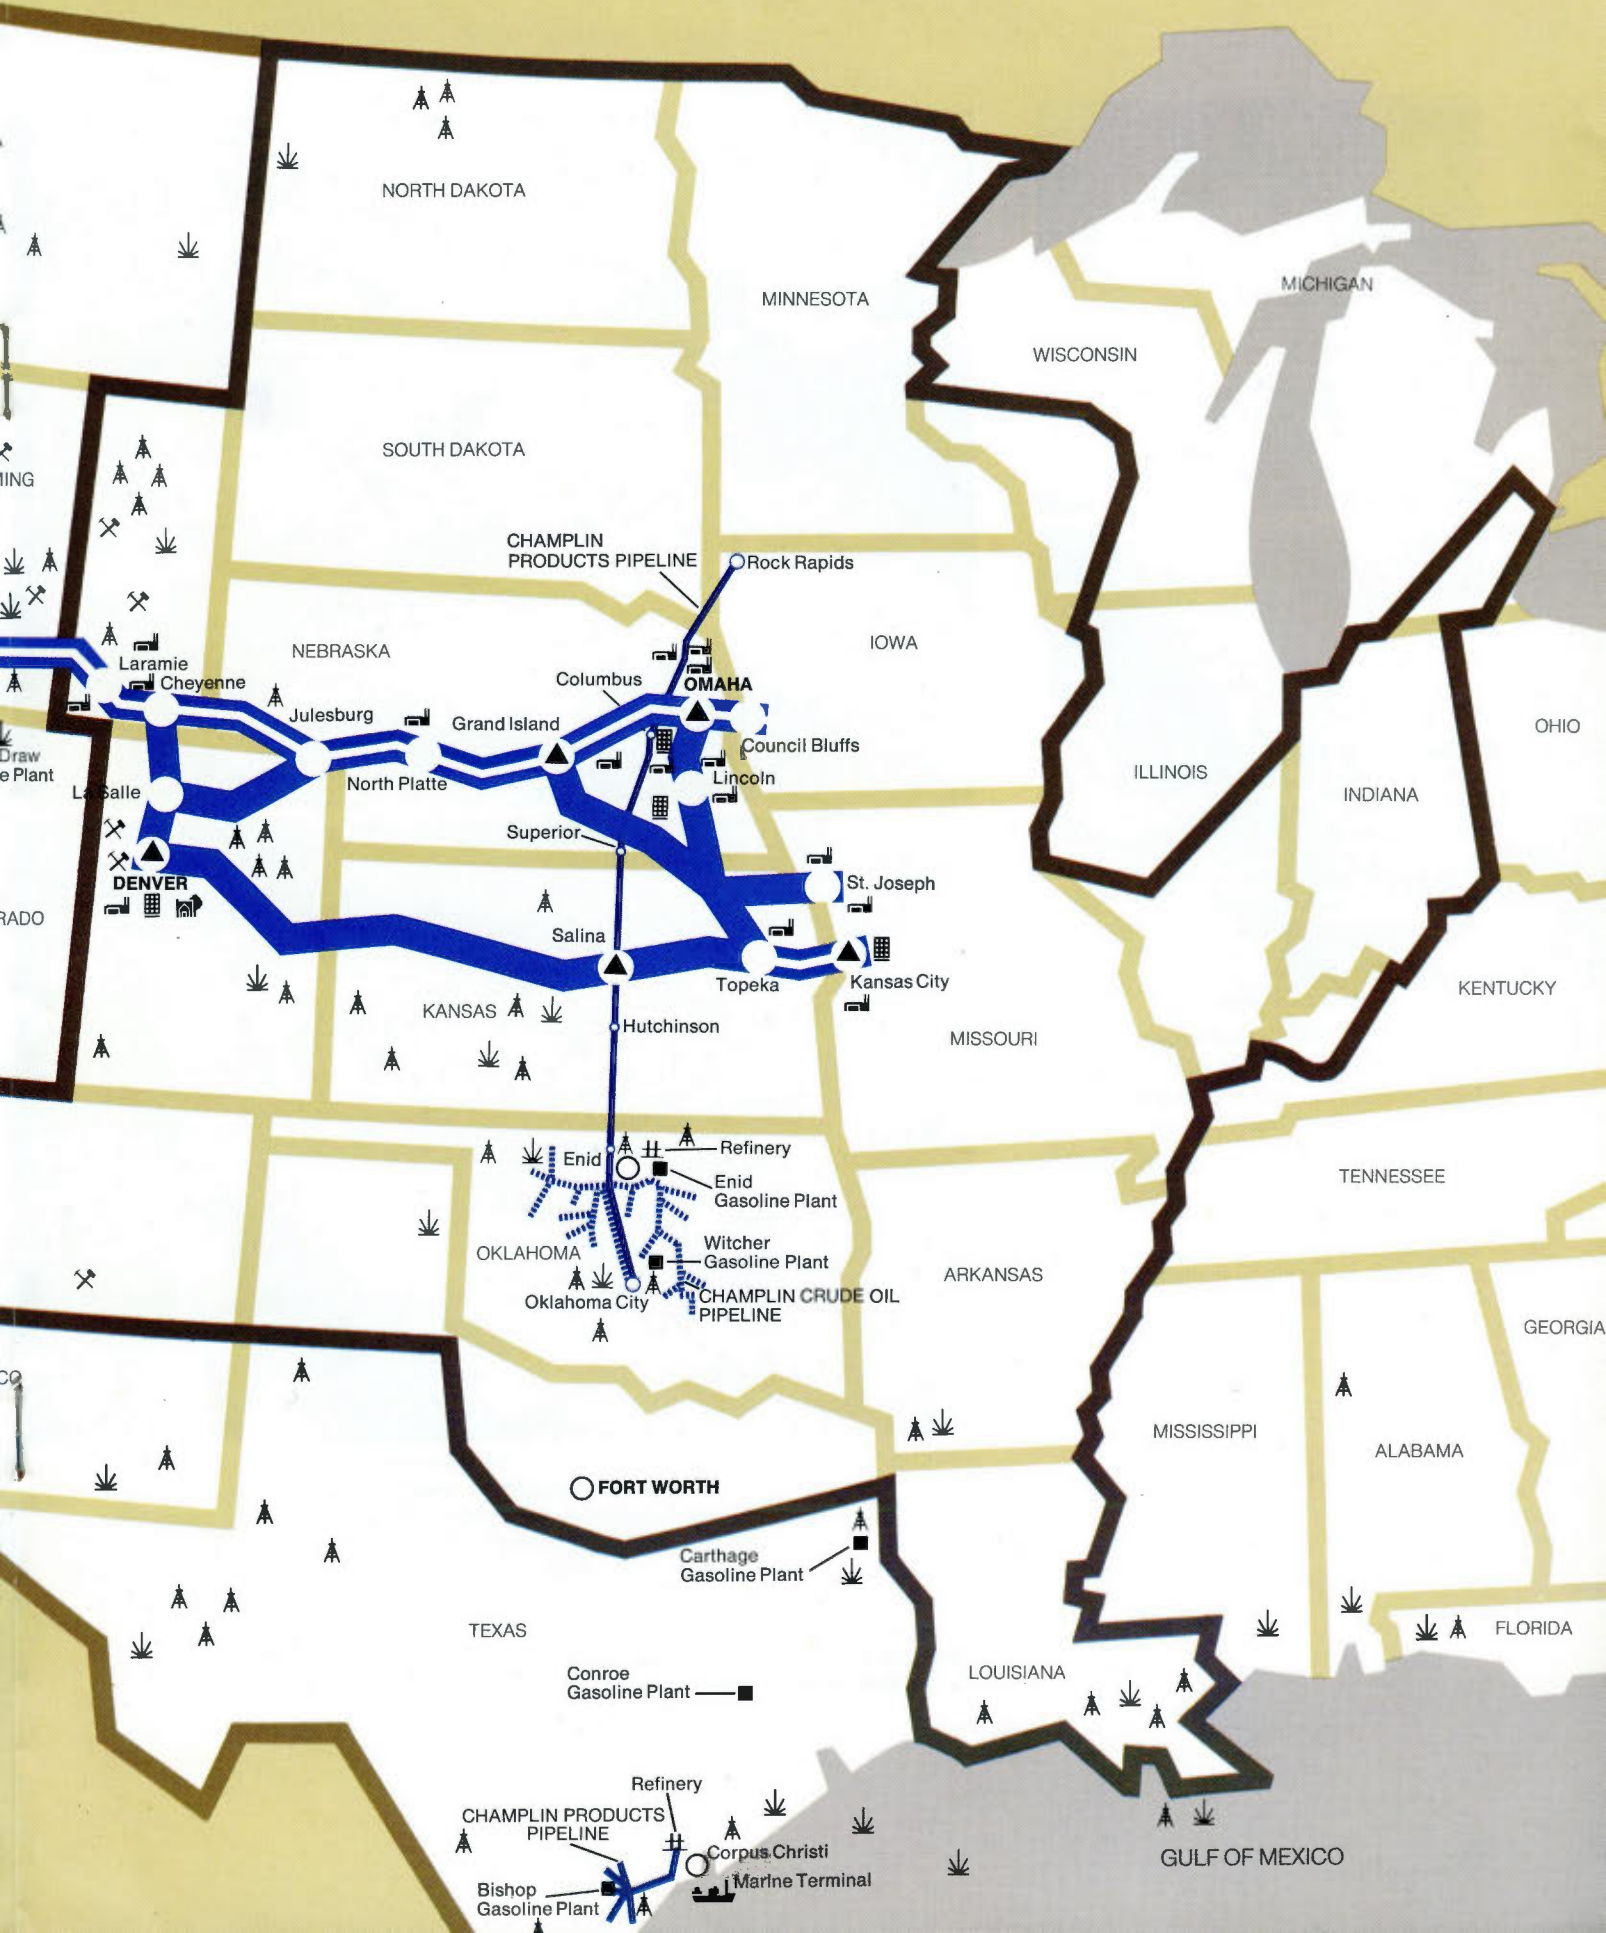 NORTH DAKOTA
MINNESOTA
MICHIGAN
WISCONSIN
SOUTH DAKOTA
MING
CHAMPLIN
PRODUCTS PIPELINE
Rock Rapids
NEBRASKA
IOWA
Laramie
Cheyenne
Columbus
OMAHA
Julesburg
Grand Island
Council Bluffs
OHIO
Draw
e Plant
North Platte
Lincoln
ILLINOIS
INDIANA
La Salle
Superior
DENVER
St. Joseph
RADO
Salina
Topeka
Kansas City
KENTUCKY
KANSAS
Hutchinson
MISSOURI
Enid
Refinery
Enid
Gasoline Plant
TENNESSEE
OKLAHOMA
Witcher
Gasoline Plant
ARKANSAS
Oklahoma City
CHAMPLIN CRUDE OIL
PIPELINE
GEORGIA
CO
MISSISSIPPI
ALABAMA
FORT WORTH
Carthage
Gasoline Plant
TEXAS
FLORIDA
Conroe
Gasoline Plant
LOUISIANA
Refinery
CHAMPLIN PRODUCTS
PIPELINE
Corpus Christi
GULF OF MEXICO
Marine Terminal
Bishop
Gasoline Plant